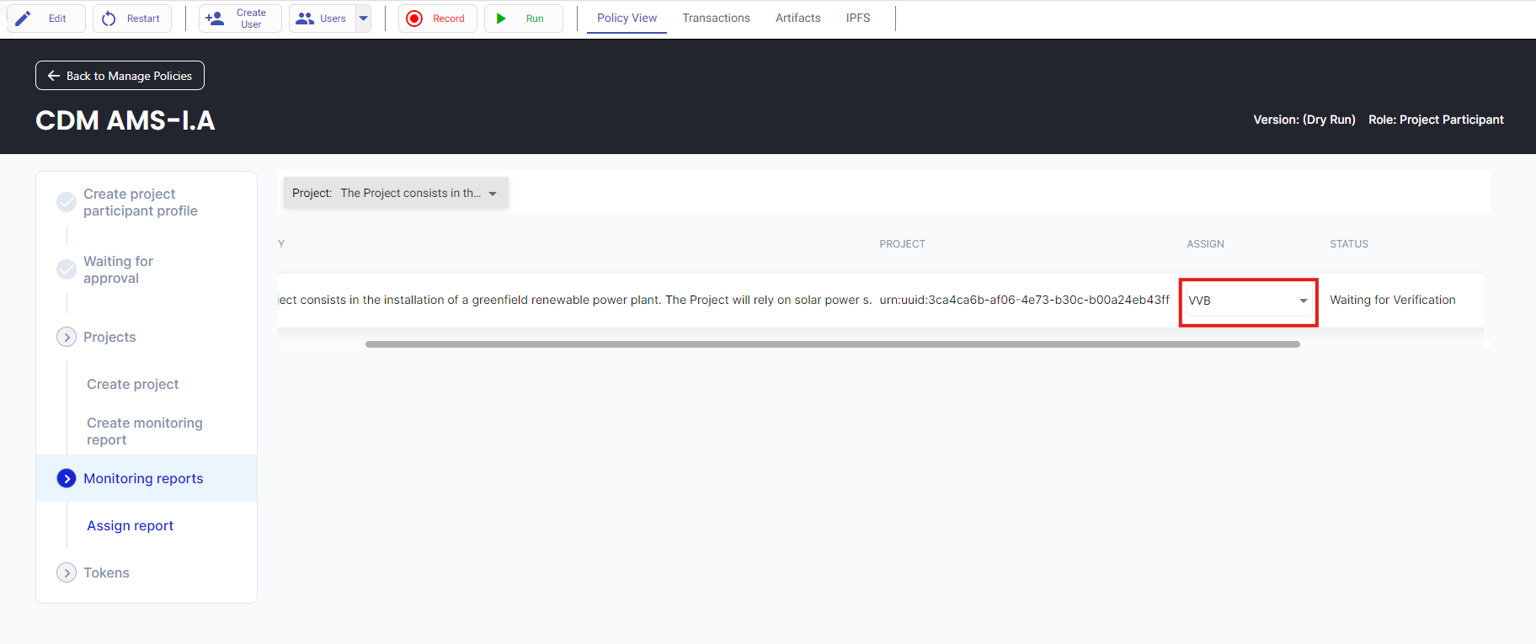 Edit
Restart
Create
User
Users
Record
Run
Policy View
Transactions
Artifacts
IPFS
Back to Manage Policies
CDM AMS-I.A
Version: (Dry Run) Role: Project Participant
Create project
participant profile
Waiting for
approval
Projects
Create project
Create monitoring
report
Monitoring reports
Assign report
Tokens
Project: The Project consists in th...
Y PROJECT ASSIGN STATUS
ject consists in the installation of a greenfield renewable power plant. The Project will rely on solar power s. urn:uuid:3ca4ca6b-af06-4e73-b30c-b00a24eb43ff VVB Waiting for Verification